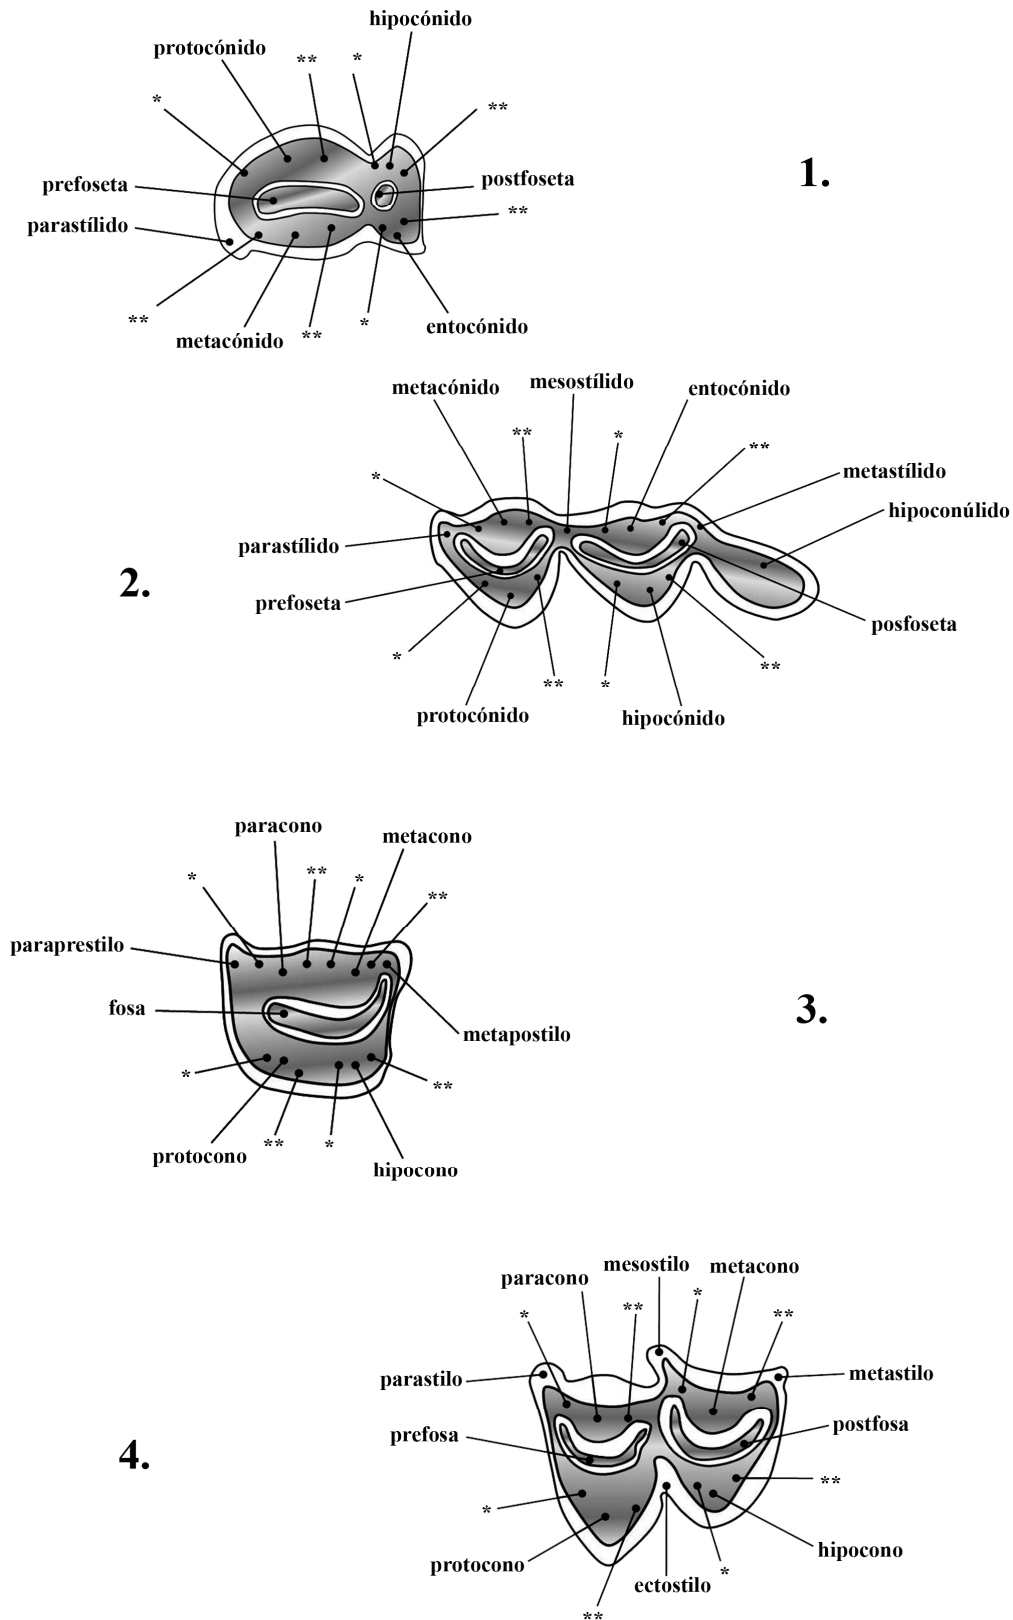 hipocónido
protocónido
**
*
*
**
1.
prefoseta
postfoseta
parastílido
**
**
metacónido
**
*
entocónido
metacónido
mesostílido
entocónido
**
*
**
*
metastílido
hipoconúlido
parastílido
2.
prefoseta
posfoseta
*
**
*
**
protocónido
hipocónido
paracono
metacono
*
**
*
**
paraprestilo
fosa
3.
metapostilo
*
**
**
*
protocono
hipocono
mesostilo
metacono
paracono
*
**
*
**
parastilo
metastilo
prefosa
postfosa
4.
**
*
hipocono
protocono
*
ectostilo
**